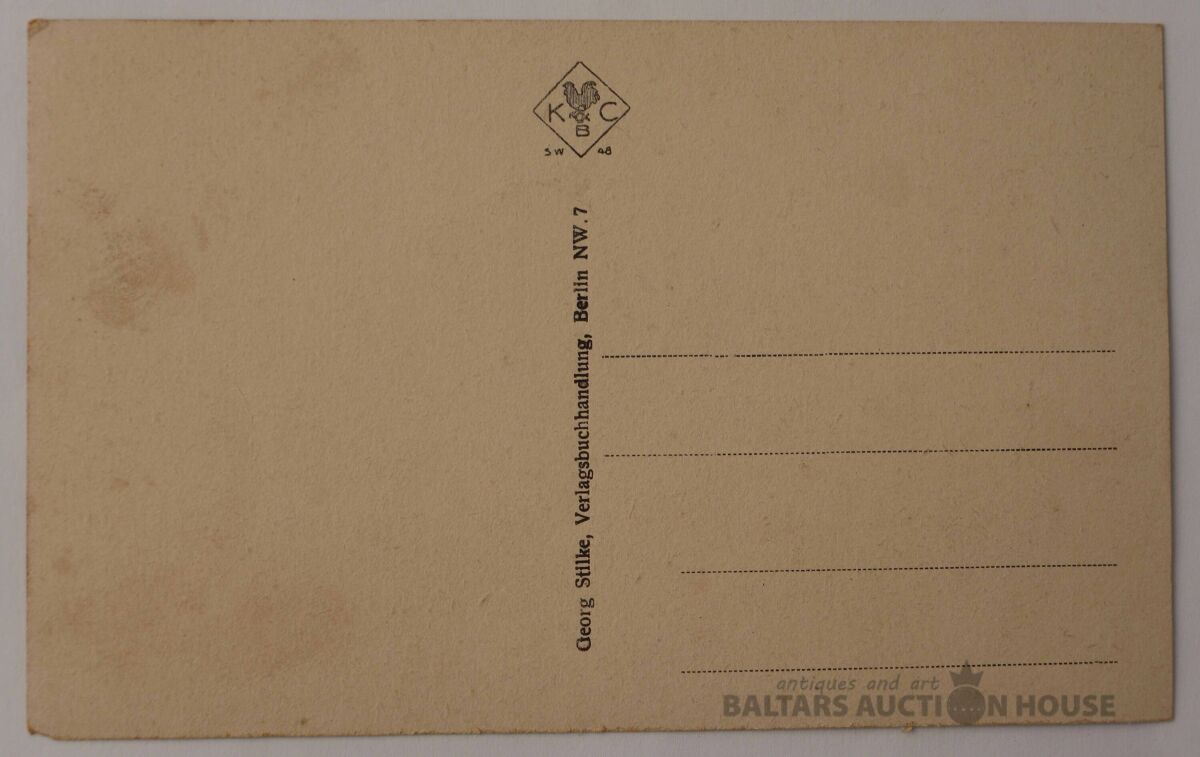 K C
B
SW 48
Georg Stilke, Verlagsbuchhandlung, Berlin NW.7
antiques and art
BALTARS AUCTION HOUSE